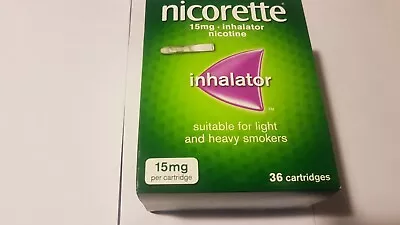 nicorette
15mg · inhalator
nicotine
inhalator
™
suitable for light
and heavy smokers
15mg
per cartridge
36 cartridges